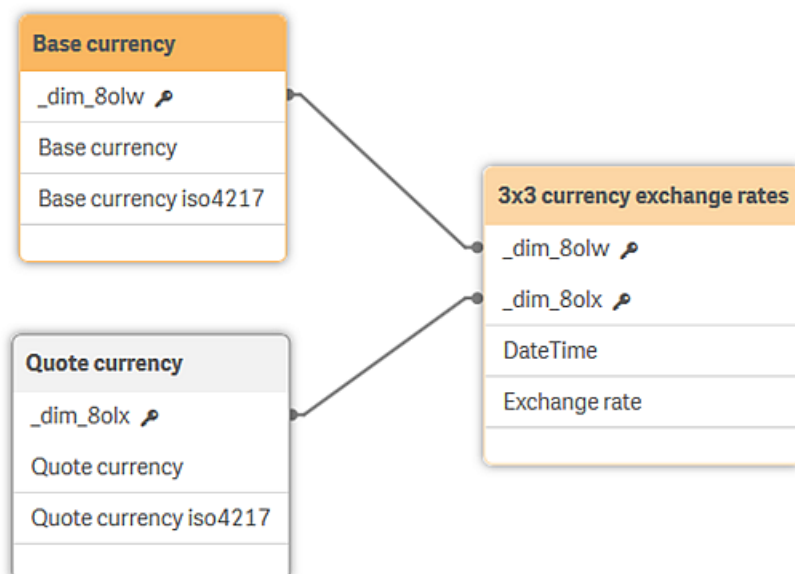 Base currency
_dim_8olw
Base currency
Base currency iso4217
Quote currency
_dim_8olx
Quote currency
Quote currency iso4217
3x3 currency exchange rates
_dim_8olw
_dim_8olx
DateTime
Exchange rate